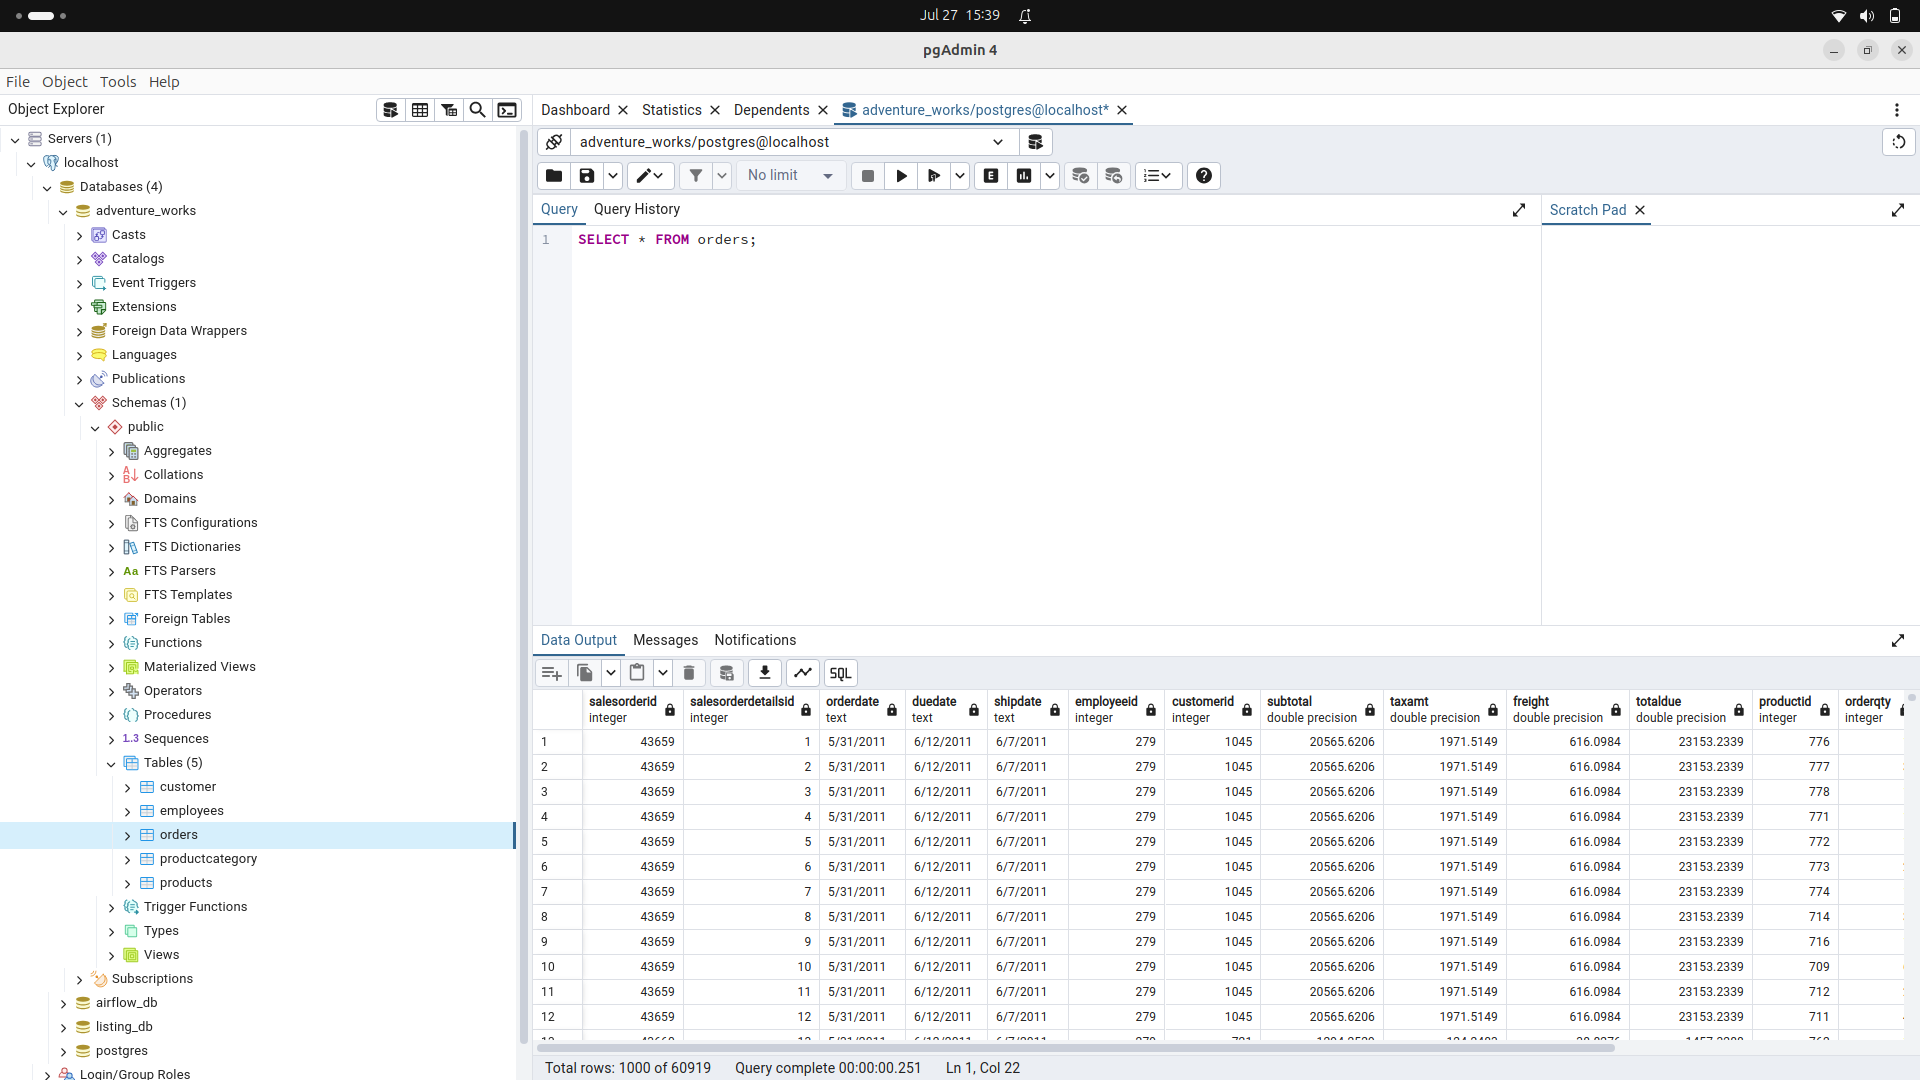 Jul 27 15:39
pgAdmin 4
File Object Tools Help
Object Explorer
Servers (1)
localhost
Databases (4)
adventure_works
Casts
Catalogs
Event Triggers
Extensions
Foreign Data Wrappers
Languages
Publications
Schemas (1)
public
Aggregates
Collations
Domains
FTS Configurations
FTS Dictionaries
Aa FTS Parsers
FTS Templates
Foreign Tables
Functions
Materialized Views
Operators
Procedures
1..3 Sequences
Tables (5)
customer
employees
orders
productcategory
products
Trigger Functions
Types
Views
Subscriptions
airflow_db
listing_db
postgres
Login/Group Roles
Dashboard Statistics Dependents adventure_works/postgres@localhost*
adventure_works/postgres@localhost
No limit E
Query Query History
Scratch Pad
1 SELECT * FROM orders;
Data Output Messages Notifications
SQL
salesorderid salesorderdetailsid orderdate duedate shipdate employeeid customerid subtotal taxamt freight totaldue productid orderqty
integer integer text text text integer integer double precision double precision double precision double precision integer integer
1 43659 1 5/31/2011 6/12/2011 6/7/2011 279 1045 20565.6206 1971.5149 616.0984 23153.2339 776
2 43659 2 5/31/2011 6/12/2011 6/7/2011 279 1045 20565.6206 1971.5149 616.0984 23153.2339 777
3 43659 3 5/31/2011 6/12/2011 6/7/2011 279 1045 20565.6206 1971.5149 616.0984 23153.2339 778
4 43659 4 5/31/2011 6/12/2011 6/7/2011 279 1045 20565.6206 1971.5149 616.0984 23153.2339 771
5 43659 5 5/31/2011 6/12/2011 6/7/2011 279 1045 20565.6206 1971.5149 616.0984 23153.2339 772
6 43659 6 5/31/2011 6/12/2011 6/7/2011 279 1045 20565.6206 1971.5149 616.0984 23153.2339 773
7 43659 7 5/31/2011 6/12/2011 6/7/2011 279 1045 20565.6206 1971.5149 616.0984 23153.2339 774
8 43659 8 5/31/2011 6/12/2011 6/7/2011 279 1045 20565.6206 1971.5149 616.0984 23153.2339 714
9 43659 9 5/31/2011 6/12/2011 6/7/2011 279 1045 20565.6206 1971.5149 616.0984 23153.2339 716
10 43659 10 5/31/2011 6/12/2011 6/7/2011 279 1045 20565.6206 1971.5149 616.0984 23153.2339 709
11 43659 11 5/31/2011 6/12/2011 6/7/2011 279 1045 20565.6206 1971.5149 616.0984 23153.2339 712
12 43659 12 5/31/2011 6/12/2011 6/7/2011 279 1045 20565.6206 1971.5149 616.0984 23153.2339 711
Total rows: 1000 of 60919 Query complete 00:00:00.251 Ln 1, Col 22